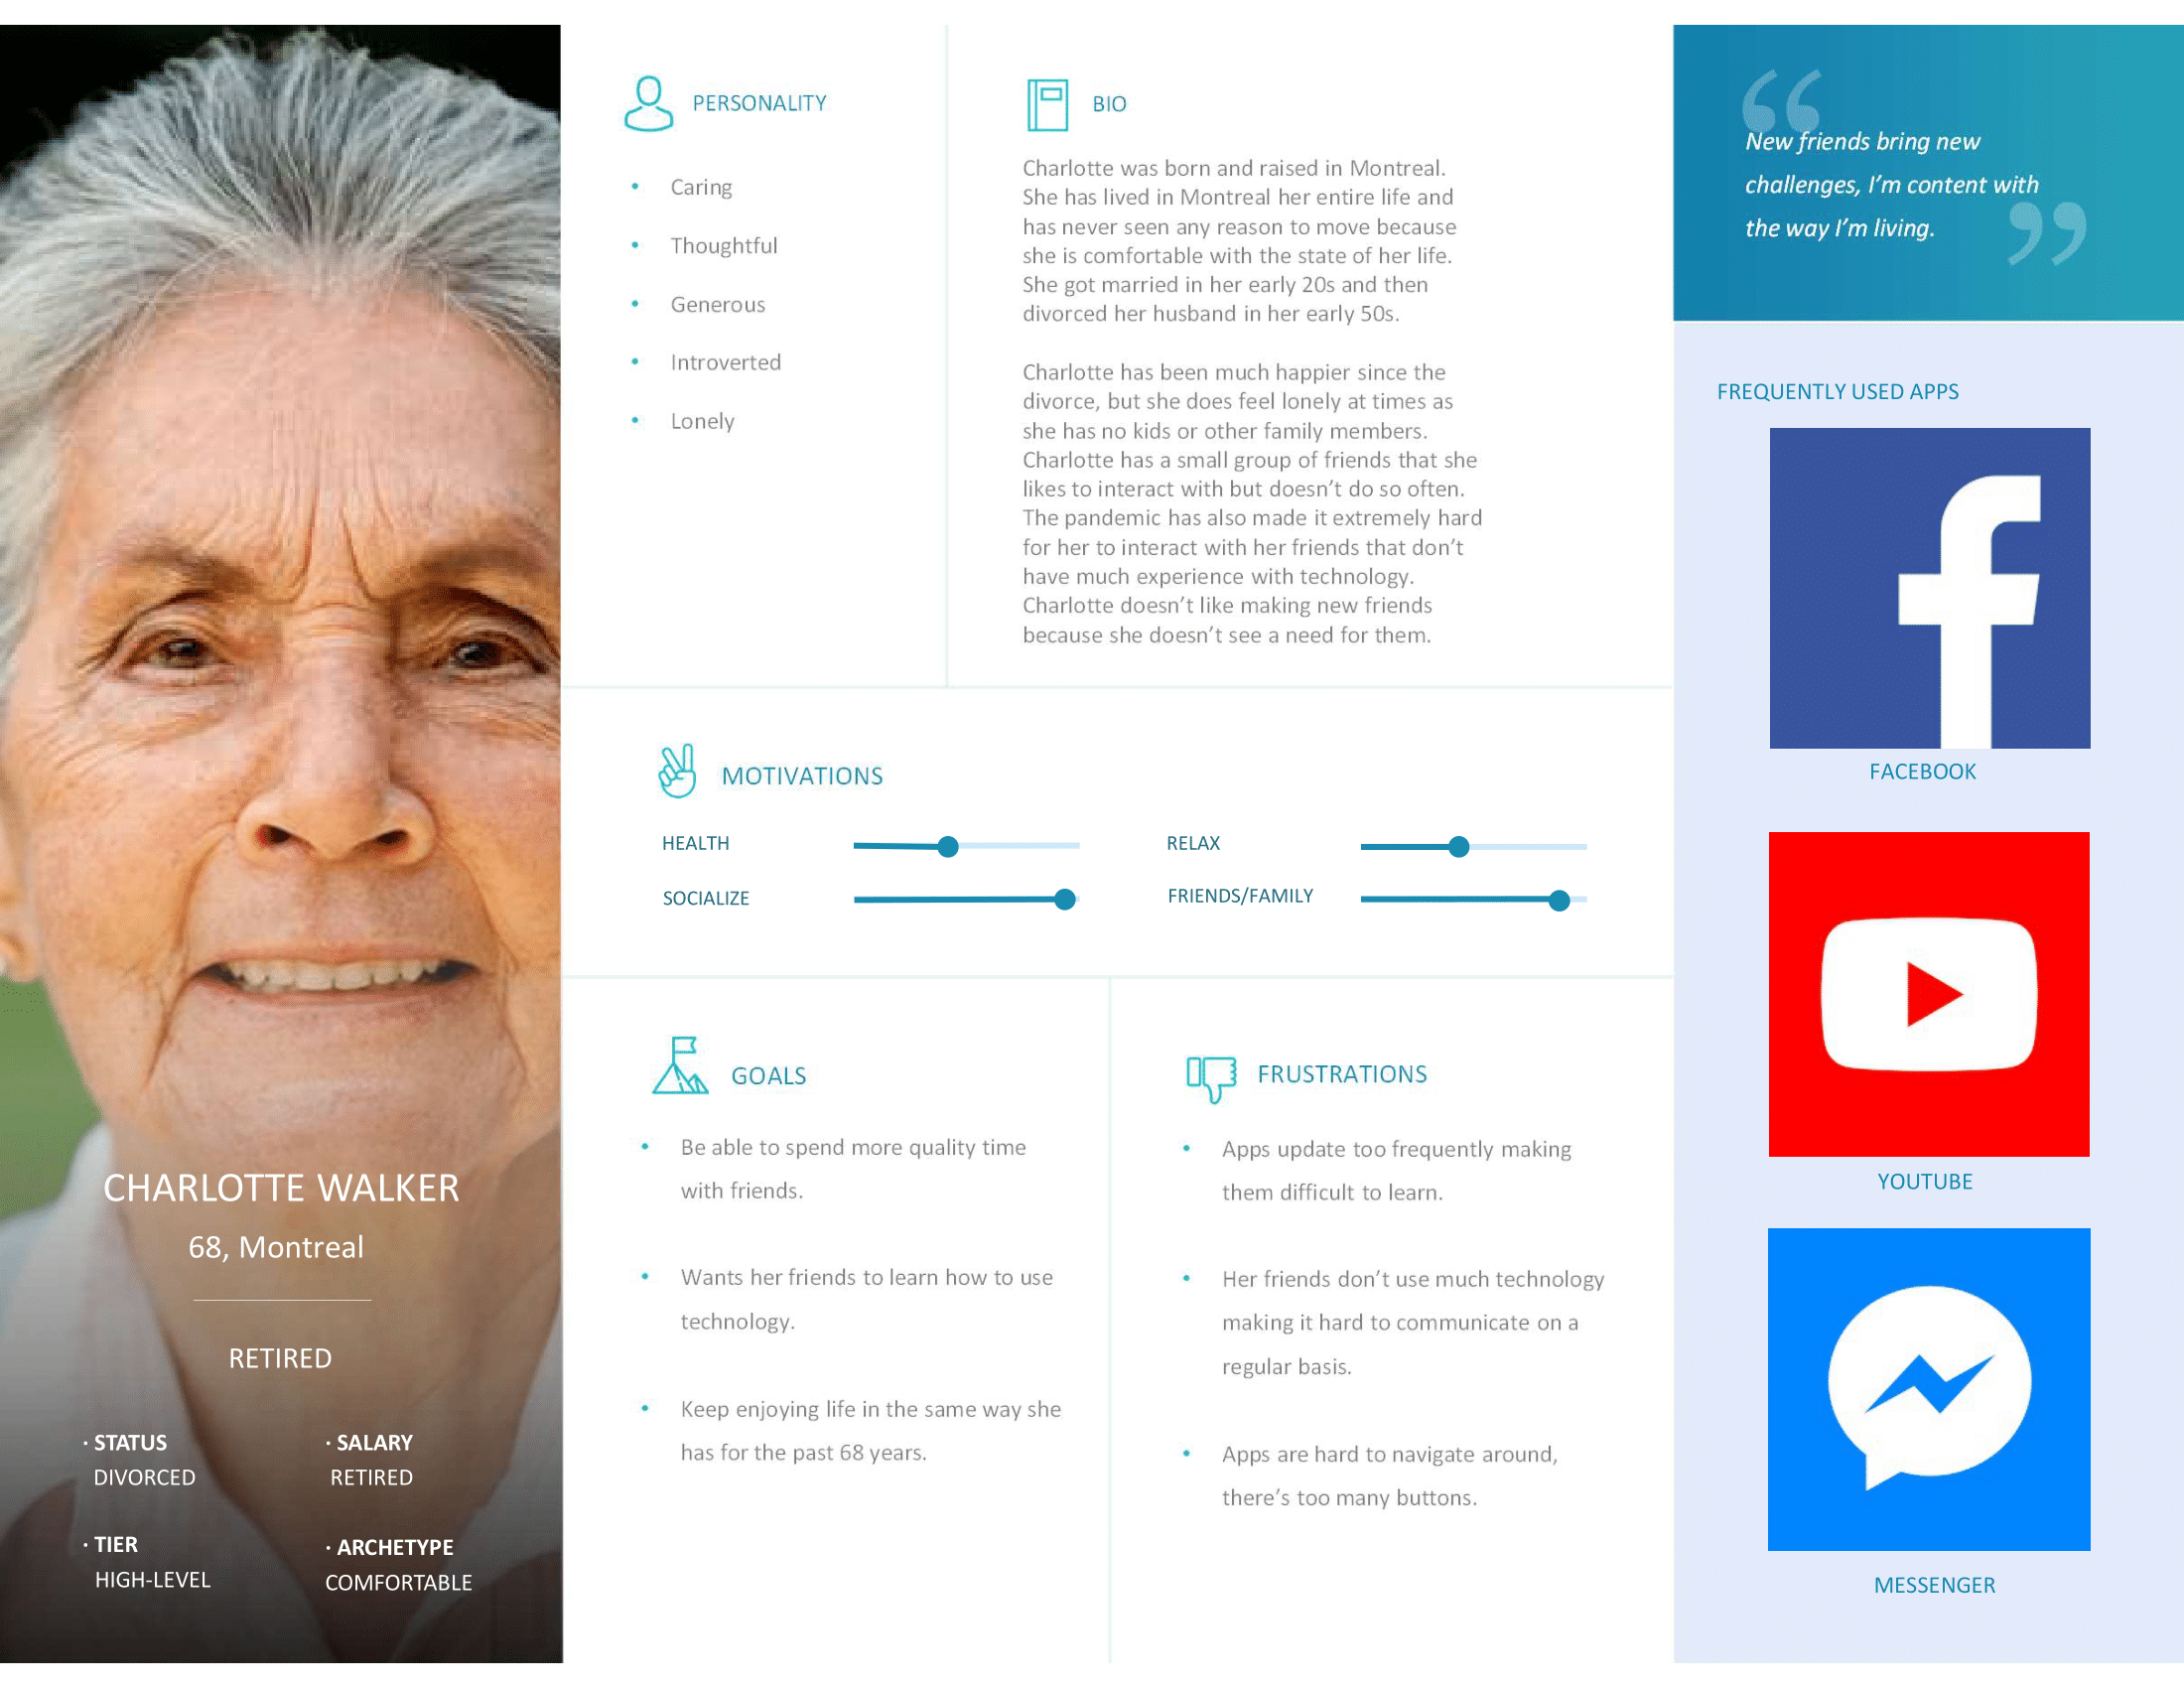 CHARLOTTE WALKER
68, Montreal
RETIRED
· STATUS
DIVORCED
· SALARY
RETIRED
· TIER
HIGH-LEVEL
· ARCHETYPE
COMFORTABLE
PERSONALITY
• Caring
• Thoughtful
• Generous
• Introverted
• Lonely
BIO
Charlotte was born and raised in Montreal.
She has lived in Montreal her entire life and
has never seen any reason to move because
she is comfortable with the state of her life.
She got married in her early 20s and then
divorced her husband in her early 50s.
Charlotte has been much happier since the
divorce, but she does feel lonely at times as
she has no kids or other family members.
Charlotte has a small group of friends that she
likes to interact with but doesn’t do so often.
The pandemic has also made it extremely hard
for her to interact with her friends that don’t
have much experience with technology.
Charlotte doesn’t like making new friends
because she doesn’t see a need for them.
MOTIVATIONS
HEALTH
RELAX
SOCIALIZE
FRIENDS/FAMILY
GOALS
• Be able to spend more quality time
with friends.
• Wants her friends to learn how to use
technology.
• Keep enjoying life in the same way she
has for the past 68 years.
FRUSTRATIONS
• Apps update too frequently making
them difficult to learn.
• Her friends don’t use much technology
making it hard to communicate on a
regular basis.
• Apps are hard to navigate around,
there’s too many buttons.
“New friends bring new
challenges, I’m content with
the way I’m living.”
FREQUENTLY USED APPS
f
FACEBOOK
YOUTUBE
MESSENGER